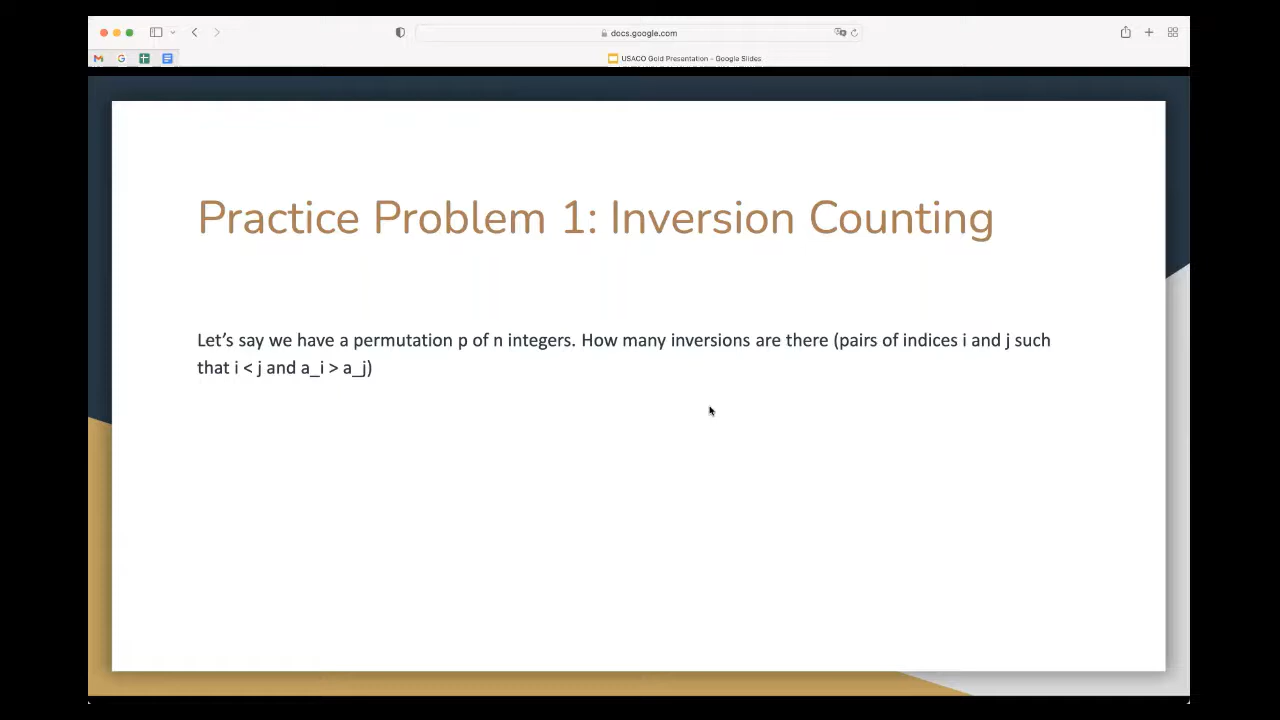 docs.google.com
USACO Gold Presentation - Google Slides
Practice Problem 1: Inversion Counting
Let's say we have a permutation p of n integers. How many inversions are there (pairs of indices i and j such
that i < j and a_i > a_j)